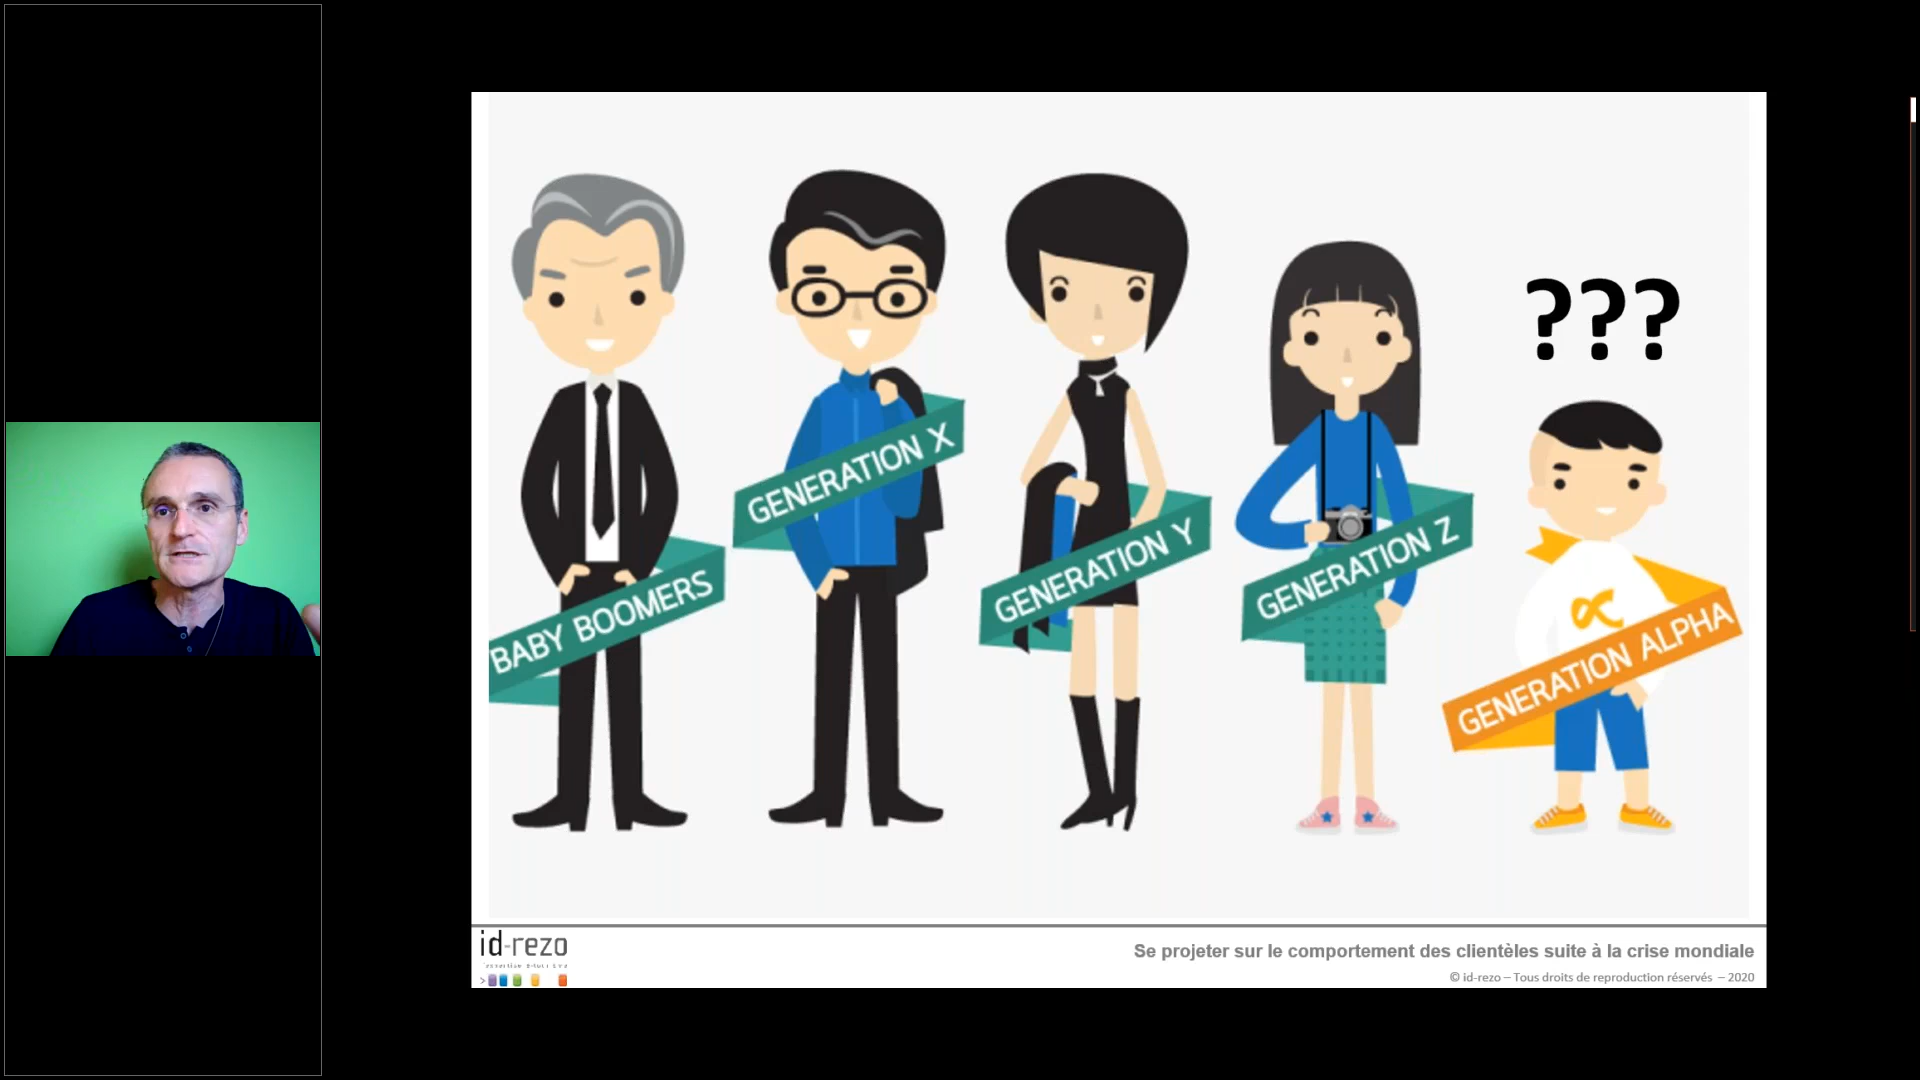 ???
BABY BOOMERS
GENERATION X
GENERATION Y
GENERATION Z
GENERATION ALPHA
id-rezo
Se projeter sur le comportement des clientèles suite à la crise mondiale
© id-rezo – Tous droits de reproduction réservés – 2020